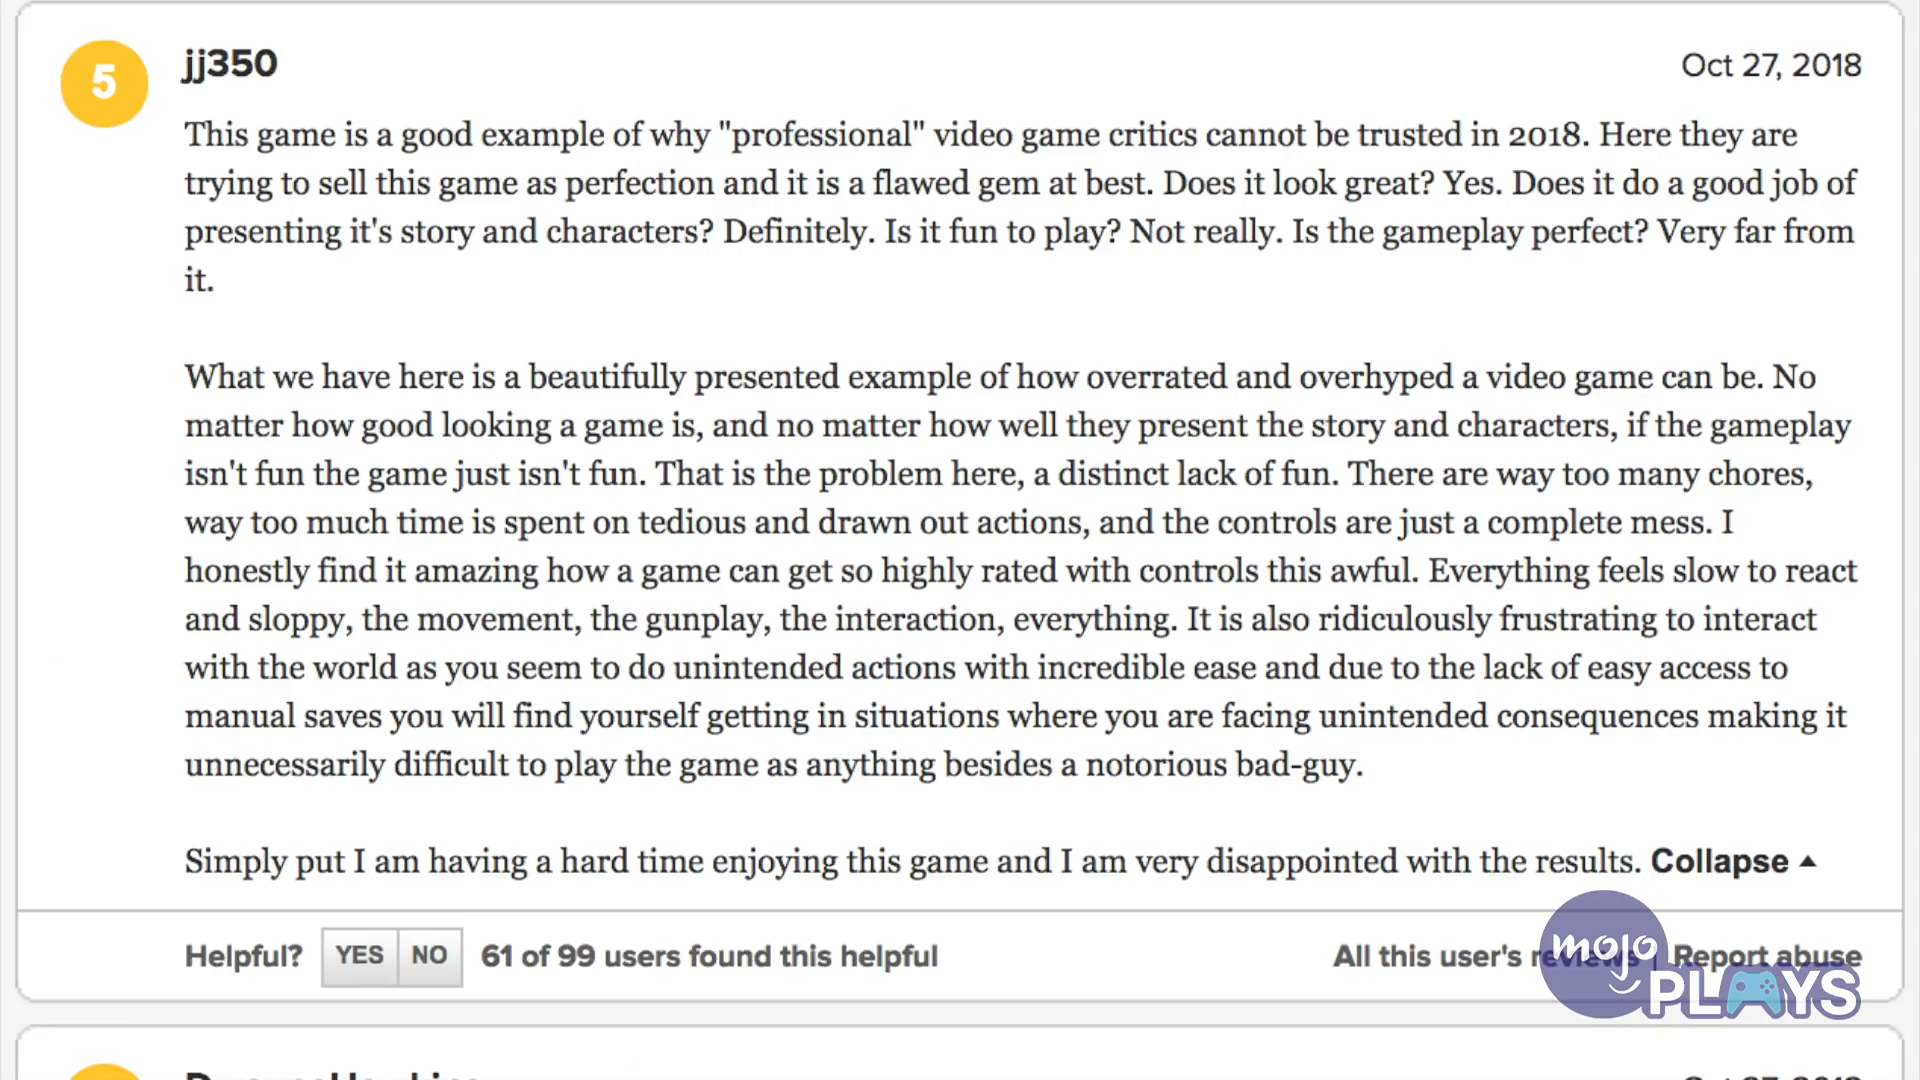 5
jj350
Oct 27, 2018
This game is a good example of why "professional" video game critics cannot be trusted in 2018. Here they are
trying to sell this game as perfection and it is a flawed gem at best. Does it look great? Yes. Does it do a good job of
presenting it's story and characters? Definitely. Is it fun to play? Not really. Is the gameplay perfect? Very far from
it.
What we have here is a beautifully presented example of how overrated and overhyped a video game can be. No
matter how good looking a game is, and no matter how well they present the story and characters, if the gameplay
isn't fun the game just isn't fun. That is the problem here, a distinct lack of fun. There are way too many chores,
way too much time is spent on tedious and drawn out actions, and the controls are just a complete mess. I
honestly find it amazing how a game can get so highly rated with controls this awful. Everything feels slow to react
and sloppy, the movement, the gunplay, the interaction, everything. It is also ridiculously frustrating to interact
with the world as you seem to do unintended actions with incredible ease and due to the lack of easy access to
manual saves you will find yourself getting in situations where you are facing unintended consequences making it
unnecessarily difficult to play the game as anything besides a notorious bad-guy.
Simply put I am having a hard time enjoying this game and I am very disappointed with the results. Collapse ▲
Helpful? YES NO 61 of 99 users found this helpful
All this user's reviews | Report abuse
mojo
PLAYS